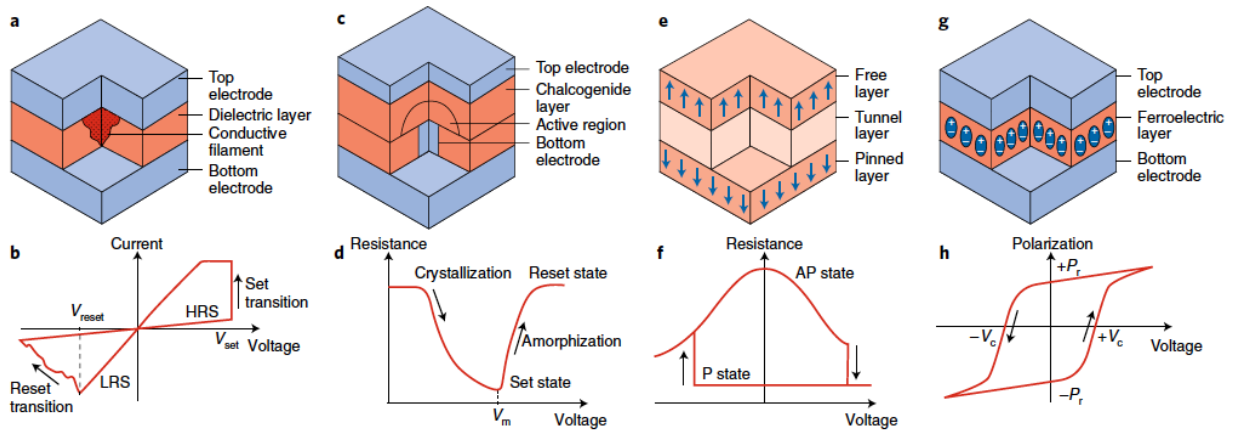 a
Top
electrode
Dielectric layer
Conductive
filament
Bottom
electrode
c
Top electrode
Chalcogenide
layer
Active region
Bottom
electrode
e
Free
layer
Tunnel
layer
Pinned
layer
g
Top
electrode
Ferroelectric
layer
Bottom
electrode
b
Current
Set
transition
HRS
Vreset
Vset
Voltage
LRS
Reset
transition
d
Resistance
Crystallization
Reset state
Amorphization
Set state
Vm
Voltage
f
Resistance
AP state
P state
Voltage
h
Polarization
+Pr
−Vc
+Vc
Voltage
−Pr